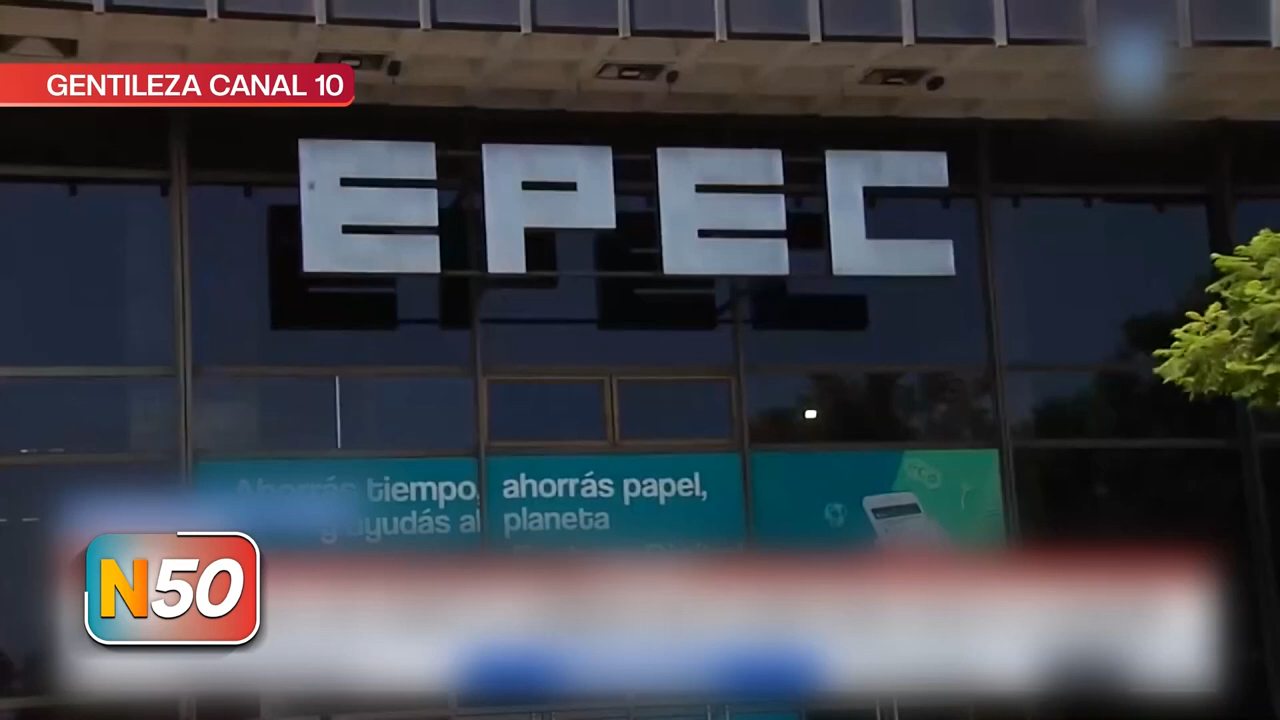 GENTILEZA CANAL 10
EPEC
Ahorrás tiempo, ahorrás papel,
y ayudás al planeta
N50